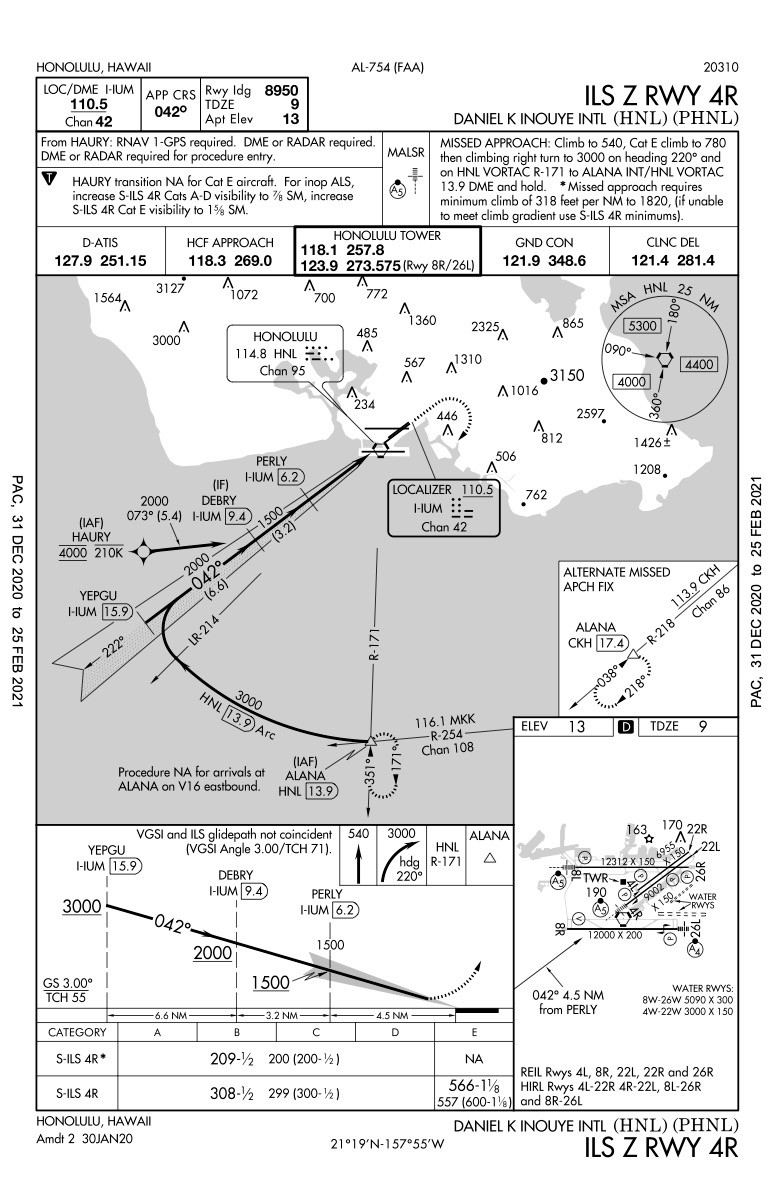 HONOLULU, HAWAII
AL-754 (FAA)
20310
LOC/DME I-IUM
110.5
Chan 42
APP CRS
042°
Rwy ldg 8950
TDZE 9
Apt Elev 13
ILS Z RWY 4R
DANIEL K INOUYE INTL (HNL) (PHNL)
From HAURY: RNAV 1-GPS required. DME or RADAR required.
DME or RADAR required for procedure entry.
T
HAURY transition NA for Cat E aircraft. For inop ALS,
increase S-ILS 4R Cats A-D visibility to ⅞ SM, increase
S-ILS 4R Cat E visibility to 1⅝ SM.
MALSR
A5
MISSED APPROACH: Climb to 540, Cat E climb to 780
then climbing right turn to 3000 on heading 220° and
on HNL VORTAC R-171 to ALANA INT/HNL VORTAC
13.9 DME and hold. *Missed approach requires
minimum climb of 318 feet per NM to 1820, (if unable
to meet climb gradient use S-ILS 4R minimums).
D-ATIS
127.9 251.15
HCF APPROACH
118.3 269.0
HONOLULU TOWER
118.1 257.8
123.9 273.575 (Rwy 8R/26L)
GND CON
121.9 348.6
CLNC DEL
121.4 281.4
1564
3127
3000
1072
700
772
1360
485
567
1310
2325
865
3150
1016
234
446
812
2597
506
762
1426±
1208
MSA HNL 25 NM
180°
5300
090°
4400
4000
360°
HONOLULU
114.8 HNL
Chan 95
LOCALIZER 110.5
I-IUM
Chan 42
PERLY
I-IUM 6.2
(IF)
DEBRY
I-IUM 9.4
1500
(3.2)
2000
073° (5.4)
(IAF)
HAURY
4000 210K
2000
042°
(6.6)
YEPGU
I-IUM 15.9
222°
LR-214
R-171
3000
HNL 13.9 Arc
116.1 MKK
R-254
Chan 108
(IAF)
ALANA
HNL 13.9
351°
171°
Procedure NA for arrivals at
ALANA on V16 eastbound.
ALTERNATE MISSED
APCH FIX
113.9 CKH
Chan 86
R-218
ALANA
CKH 17.4
038°
218°
PAC, 31 DEC 2020 to 25 FEB 2021
PAC, 31 DEC 2020 to 25 FEB 2021
ELEV 13
D
TDZE 9
163
170
22R
22L
6955 X 150
12312 X 150
8L
26R
TWR
A5
190
A5
4L
4R
9002 X 150
WATER
RWYS
8R
12000 X 200
26L
A4
P
V
042° 4.5 NM
from PERLY
WATER RWYS:
8W-26W 5090 X 300
4W-22W 3000 X 150
REIL Rwys 4L, 8R, 22L, 22R and 26R
HIRL Rwys 4L-22R 4R-22L, 8L-26R
and 8R-26L
VGSI and ILS glidepath not coincident
(VGSI Angle 3.00/TCH 71).
540
3000
hdg
220°
HNL
R-171
ALANA
YEPGU
I-IUM 15.9
DEBRY
I-IUM 9.4
PERLY
I-IUM 6.2
3000
042°
2000
1500
1500
GS 3.00°
TCH 55
6.6 NM
3.2 NM
4.5 NM
CATEGORY A B C D E
S-ILS 4R* 209-½ 200 (200-½) NA
S-ILS 4R 308-½ 299 (300-½) 566-1⅛
557 (600-1⅛)
HONOLULU, HAWAII
Amdt 2 30JAN20
21°19'N-157°55'W
DANIEL K INOUYE INTL (HNL) (PHNL)
ILS Z RWY 4R